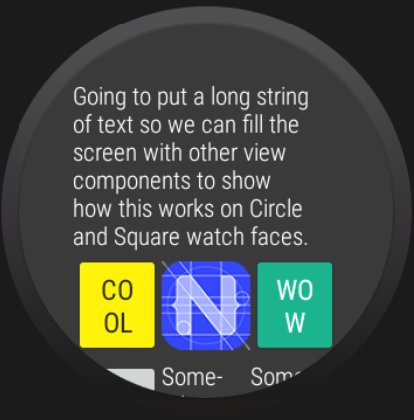 Going to put a long string
of text so we can fill the
screen with other view
components to show
how this works on Circle
and Square watch faces.
CO
OL
N
WO
W
Some-